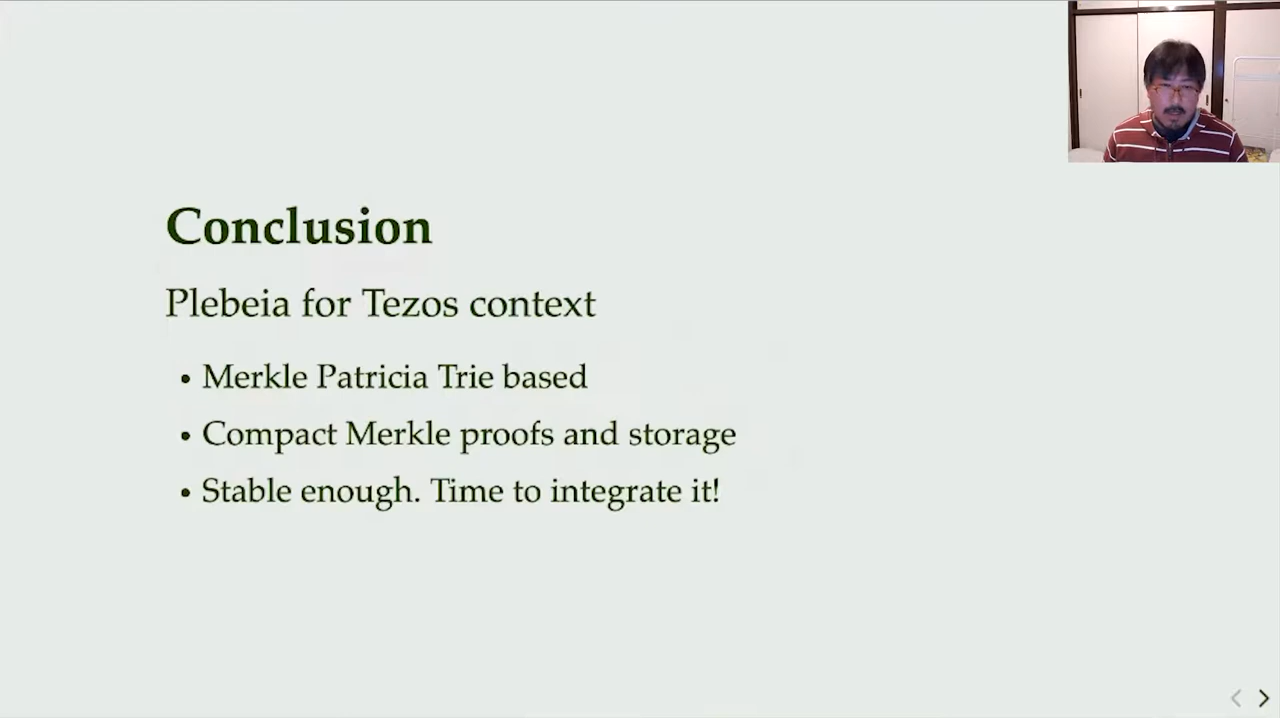 Conclusion
Plebeia for Tezos context
• Merkle Patricia Trie based
• Compact Merkle proofs and storage
• Stable enough. Time to integrate it!